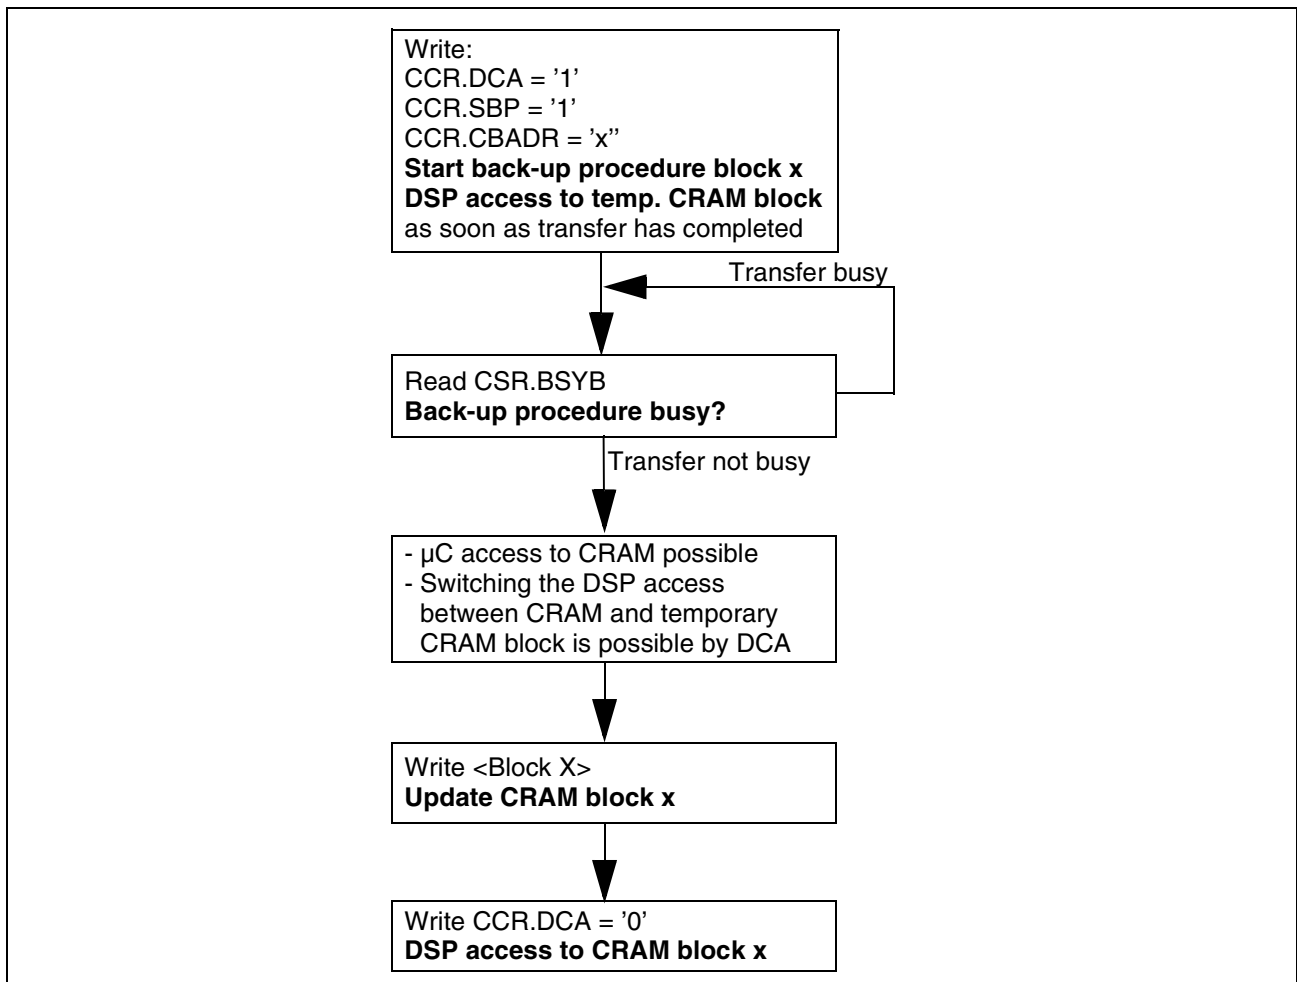 Write:
CCR.DCA = ’1’
CCR.SBP = ’1’
CCR.CBADR = ’x’’
Start back-up procedure block x
DSP access to temp. CRAM block
as soon as transfer has completed
Transfer busy
Read CSR.BSYB
Back-up procedure busy?
Transfer not busy
- µC access to CRAM possible
- Switching the DSP access
between CRAM and temporary
CRAM block is possible by DCA
Write <Block X>
Update CRAM block x
Write CCR.DCA = ’0’
DSP access to CRAM block x